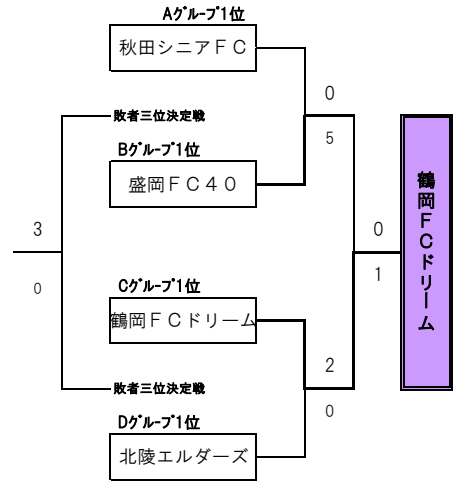 Aグループ1位
秋田シニアＦＣ
0
敗者三位決定戦
5
Bグループ1位
盛岡ＦＣ４０
3
0
0
1
鶴岡ＦＣドリーム
Cグループ1位
鶴岡ＦＣドリーム
2
敗者三位決定戦
0
Dグループ1位
北陵エルダーズ